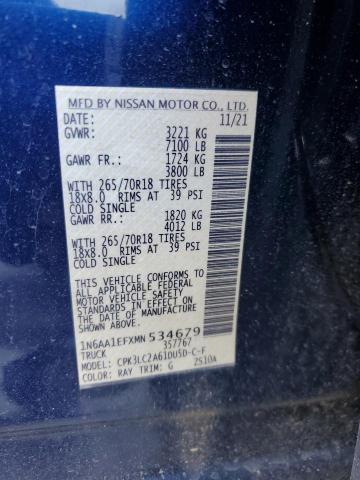 MFD BY NISSAN MOTOR CO., LTD.
DATE: 11/21
GVWR: 3221 KG
7100 LB
GAWR FR: 1724 KG
3800 LB
WITH 265/70R18 TIRES
18X8.0 RIMS AT 39 PSI
COLD SINGLE
GAWR RR: 1820 KG
4012 LB
WITH 265/70R18 TIRES
18X8.0 RIMS AT 39 PSI
COLD SINGLE
THIS VEHICLE CONFORMS TO
ALL APPLICABLE FEDERAL
MOTOR VEHICLE SAFETY
STANDARDS IN EFFECT ON
THE DATE OF MANUFACTURE
SHOWN ABOVE.
1N6AA1EFXMN534679
TRUCK 357767
MODEL: CPK3LC2A61DU5D-C-F
COLOR: RAY TRIM: G 2510A